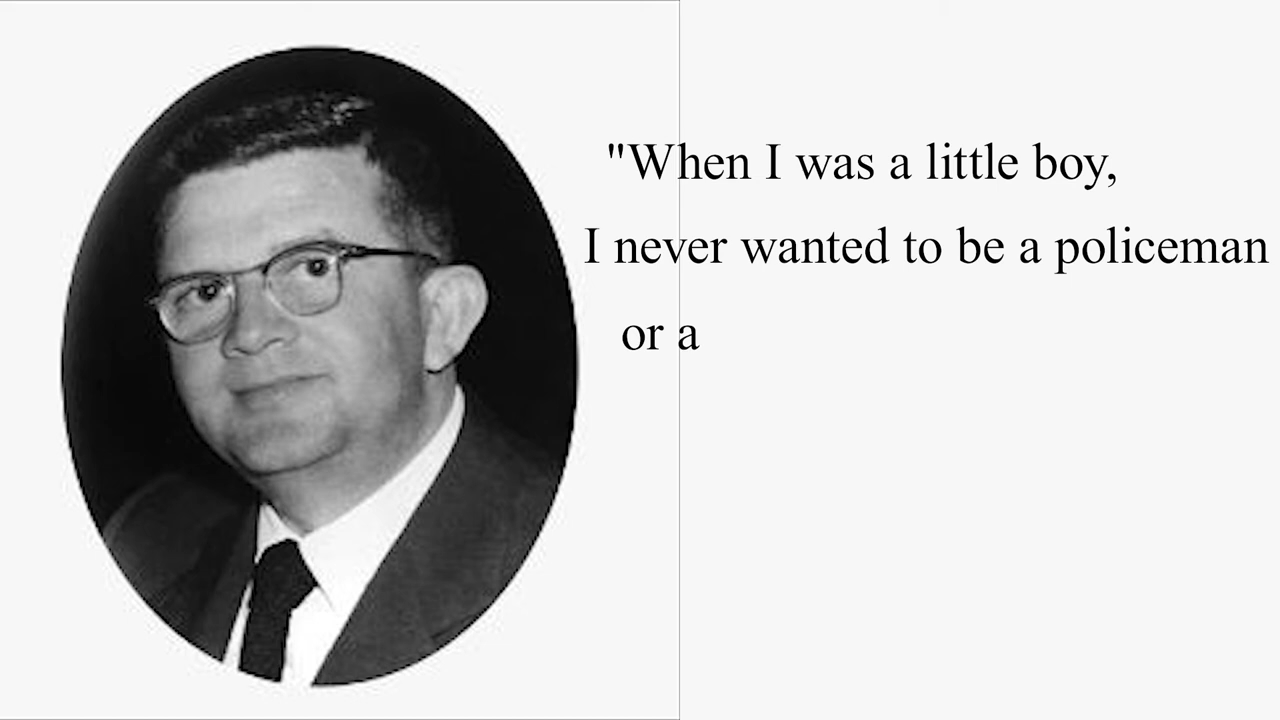 "When I was a little boy,
I never wanted to be a policeman
or a